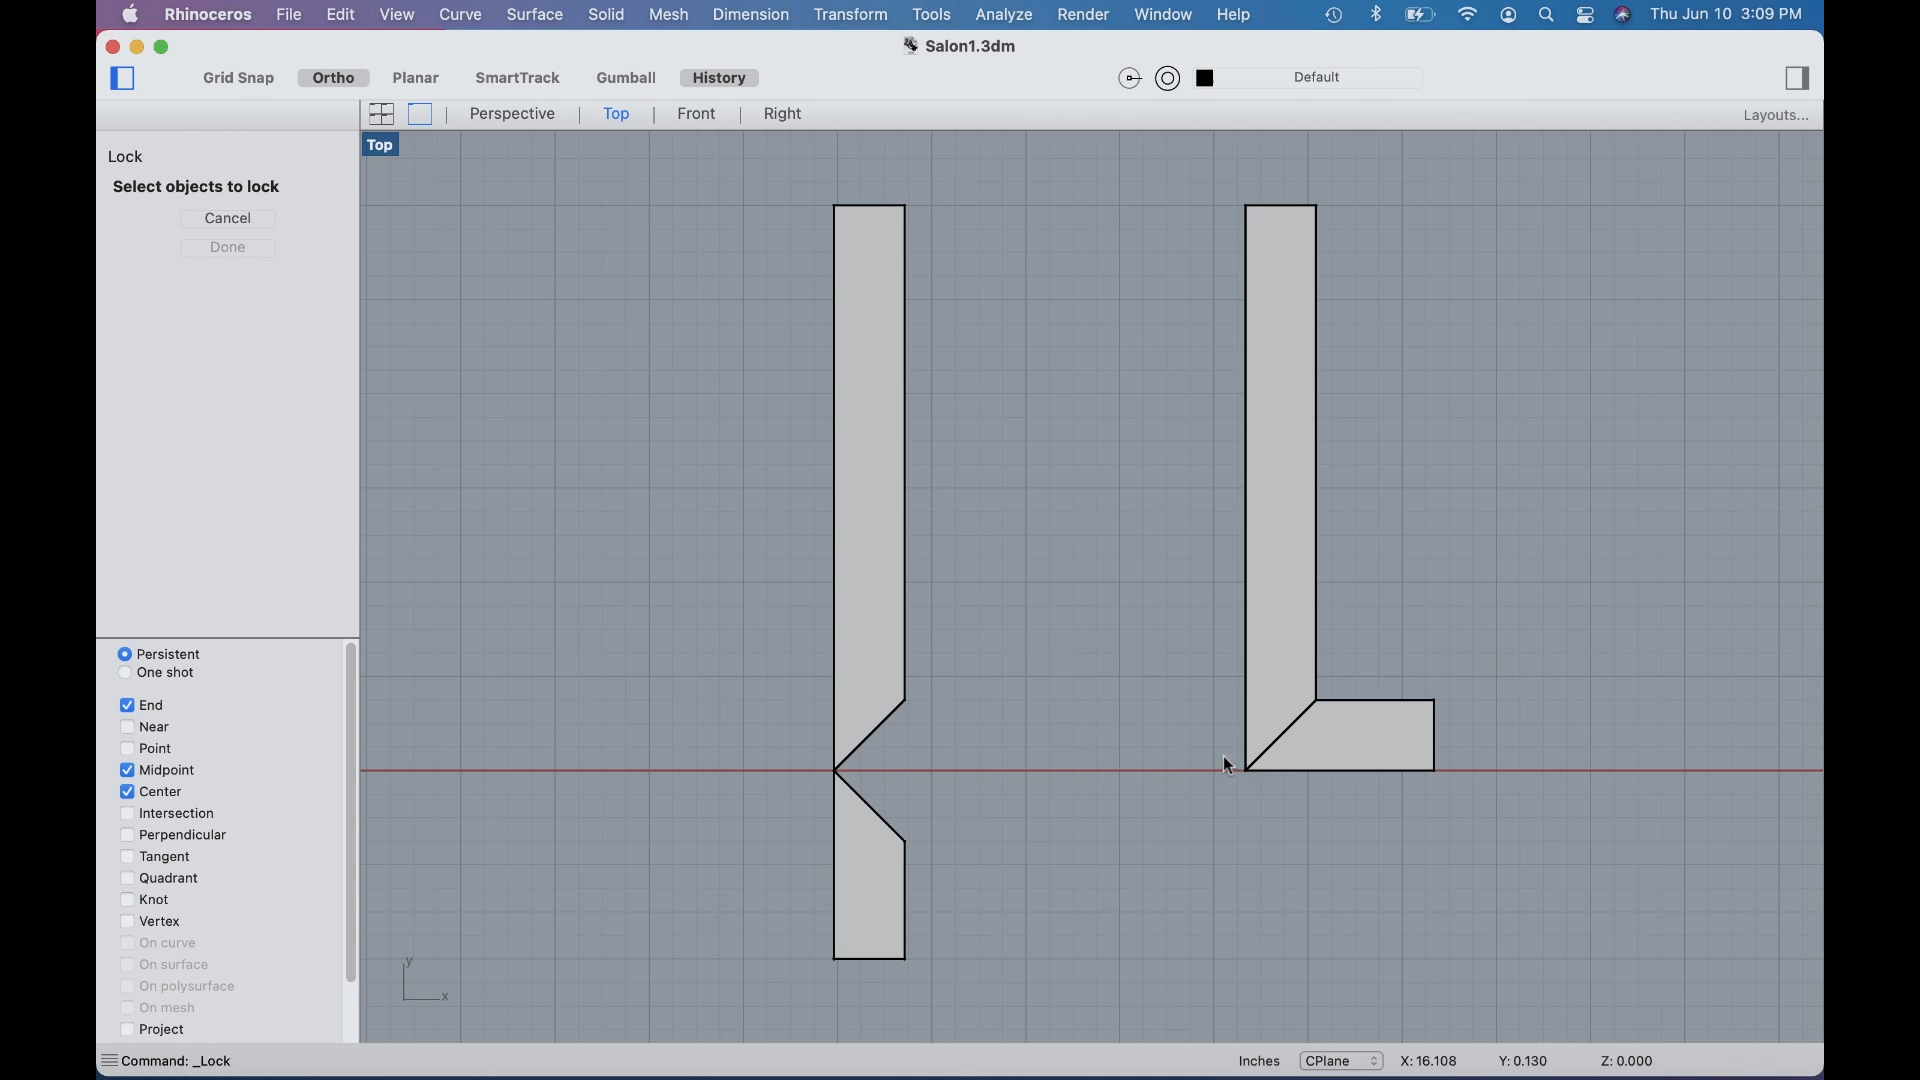 Rhinoceros File Edit View Curve Surface Solid Mesh Dimension Transform Tools Analyze Render Window Help Thu Jun 10 3:09 PM
Salon1.3dm
Grid Snap Ortho Planar SmartTrack Gumball History Default
Perspective Top Front Right Layouts...
Top
Lock
Select objects to lock
Cancel
Done
Persistent
One shot
End
Near
Point
Midpoint
Center
Intersection
Perpendicular
Tangent
Quadrant
Knot
Vertex
On curve
On surface
On polysurface
On mesh
Project
y
x
Command: _Lock Inches CPlane X: 16.108 Y: 0.130 Z: 0.000